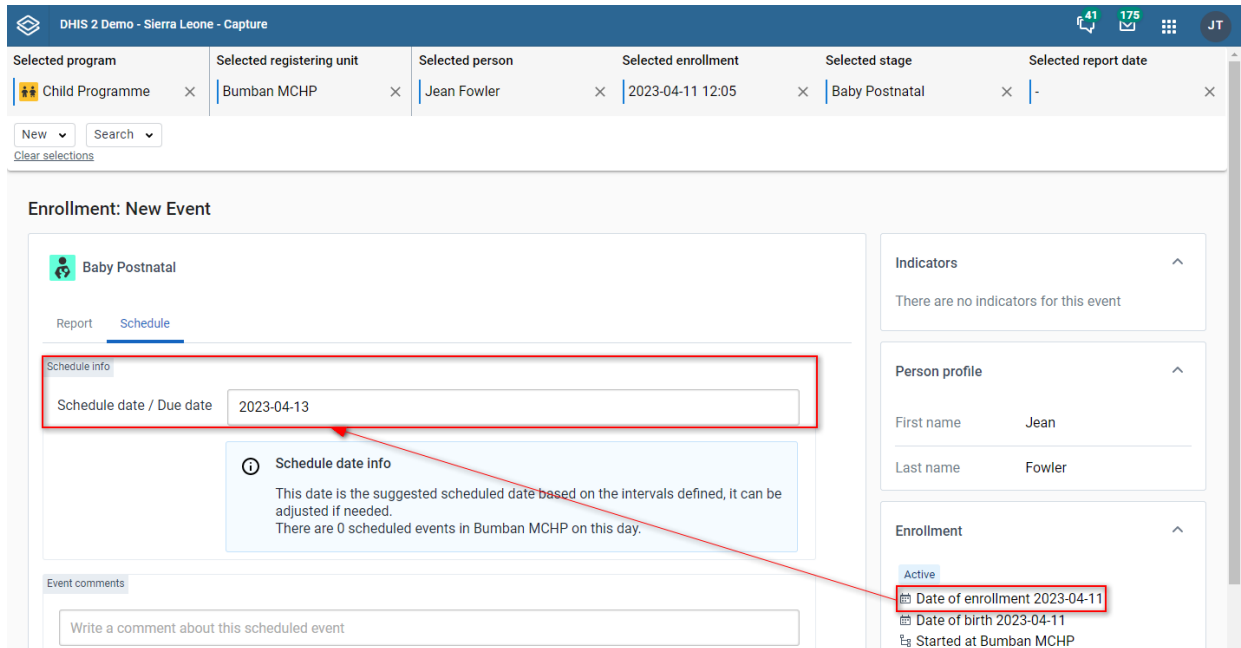 DHIS 2 Demo - Sierra Leone - Capture
41
175
JT
Selected program
Selected registering unit
Selected person
Selected enrollment
Selected stage
Selected report date
Child Programme
Bumban MCHP
Jean Fowler
2023-04-11 12:05
Baby Postnatal
-
New
Search
Clear selections
Enrollment: New Event
Baby Postnatal
Report
Schedule
Schedule info
Schedule date / Due date
2023-04-13
Schedule date info
This date is the suggested scheduled date based on the intervals defined, it can be
adjusted if needed.
There are 0 scheduled events in Bumban MCHP on this day.
Event comments
Write a comment about this scheduled event
Indicators
There are no indicators for this event
Person profile
First name
Jean
Last name
Fowler
Enrollment
Active
Date of enrollment 2023-04-11
Date of birth 2023-04-11
Started at Bumban MCHP